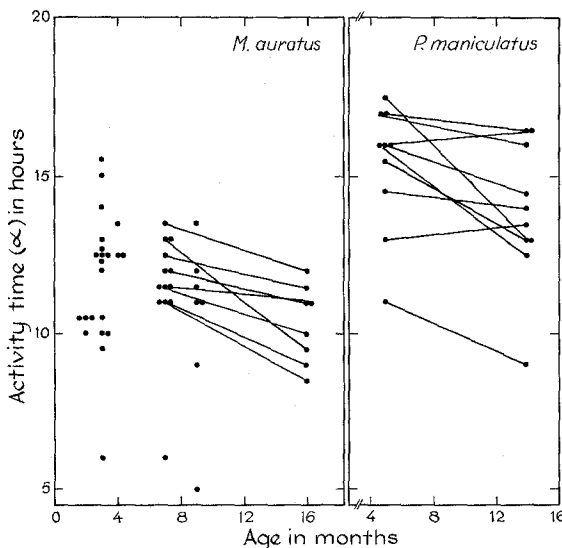 Activity time (∝) in hours
20
15
10
5
M. auratus
P. maniculatus
0 4 8 12 16 4 8 12 16
Age in months